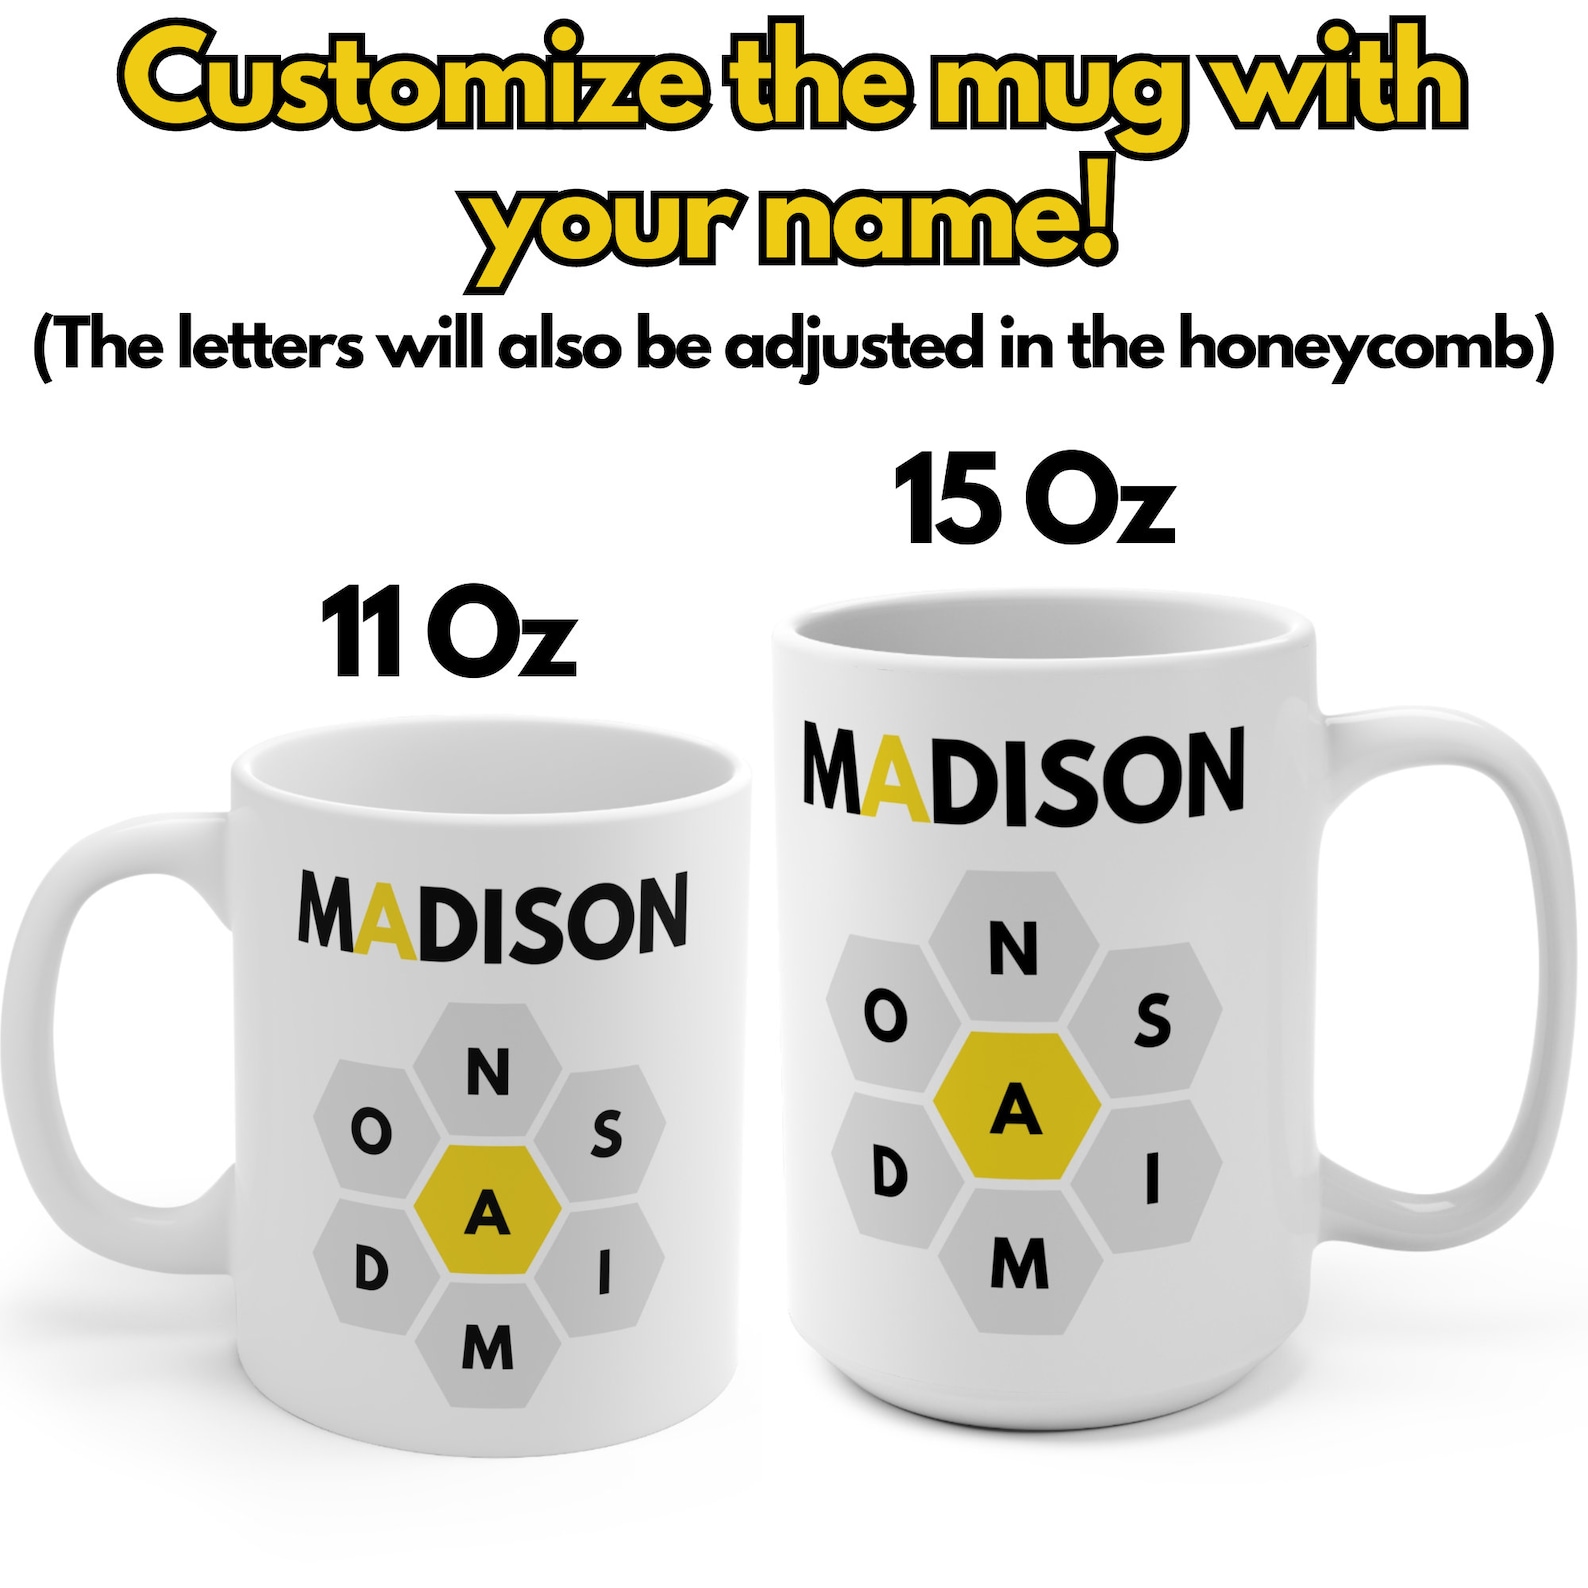 Customize the mug with
your name!
(The letters will also be adjusted in the honeycomb)
15 Oz
11 Oz
MADISON
N
O S
A
D I
M
MADISON
N
O S
A
D I
M